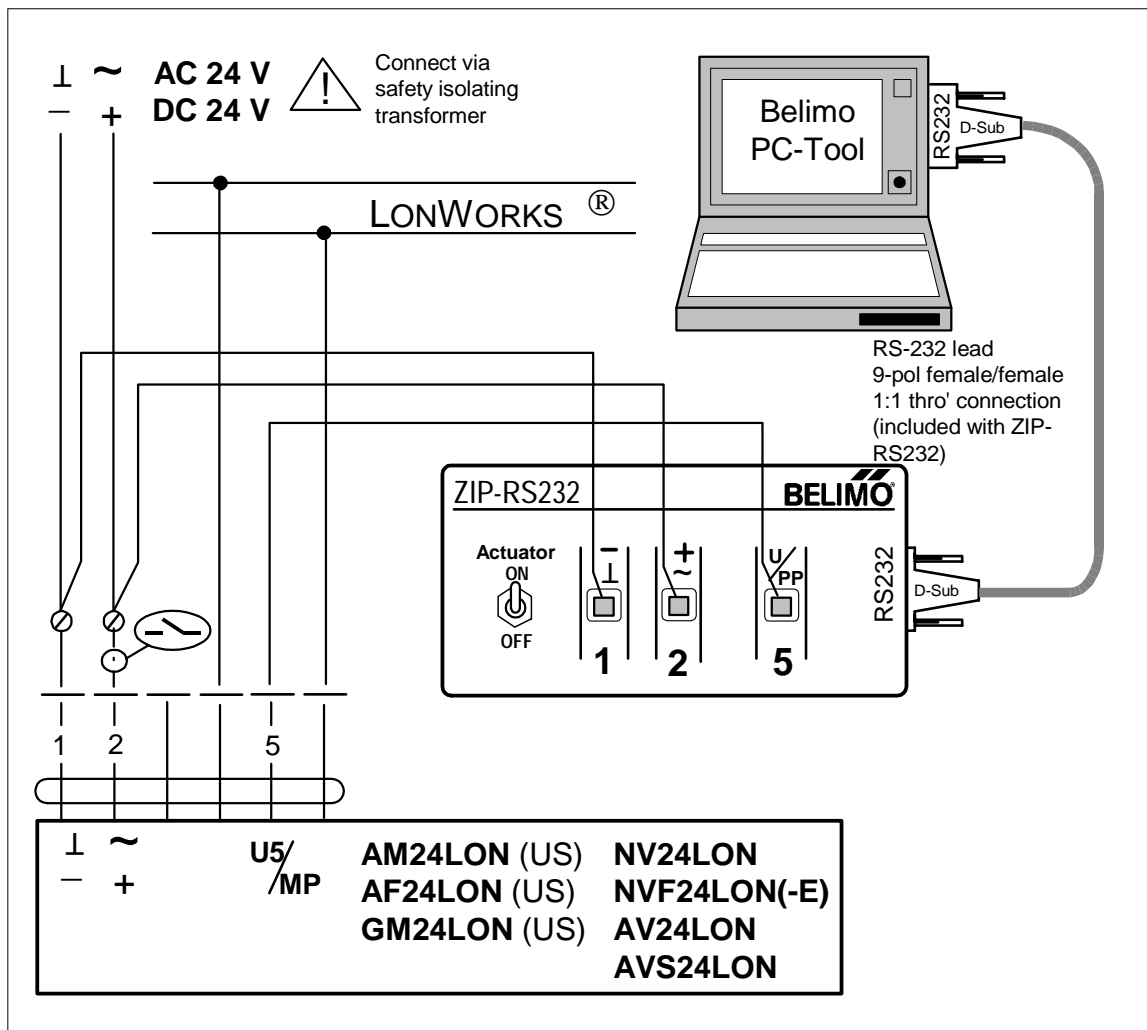 ⊥ ~ AC 24 V
– + DC 24 V
!
Connect via
safety isolating
transformer
LONWORKS ®
Belimo
PC-Tool
RS232
D-Sub
RS-232 lead
9-pol female/female
1:1 thro' connection
(included with ZIP-
RS232)
ZIP-RS232
BELIMO®
Actuator
ON
OFF
– ⊥
+ ~
U/PP
1 2 5
RS232
D-Sub
1 2 5
⊥ ~
– +
U5/MP
AM24LON (US)
AF24LON (US)
GM24LON (US)
NV24LON
NVF24LON(-E)
AV24LON
AVS24LON